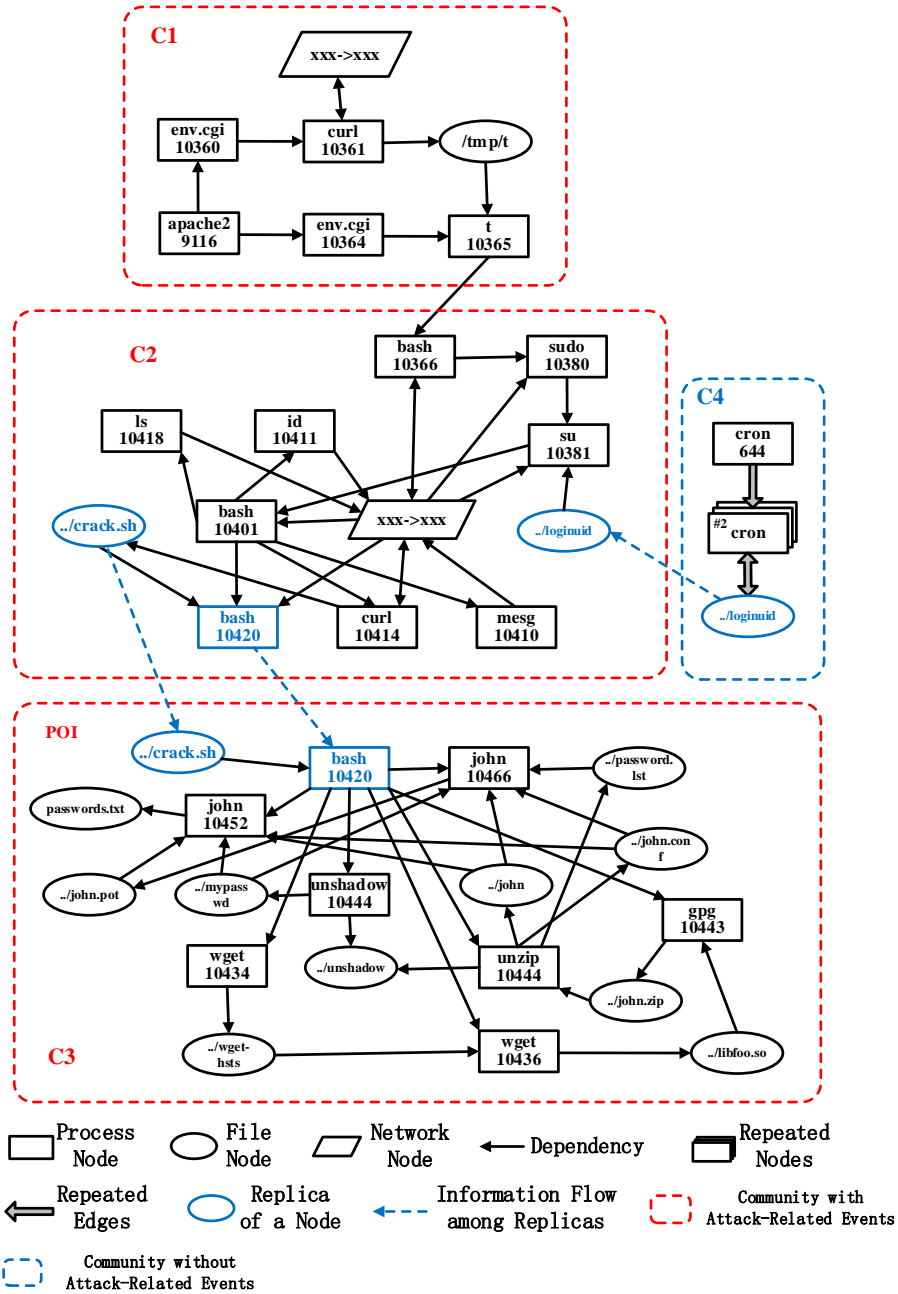 C1
xxx->xxx
env.cgi
10360
curl
10361
/tmp/t
apache2
9116
env.cgi
10364
t
10365
C2
bash
10366
sudo
10380
C4
ls
10418
id
10411
su
10381
cron
644
../crack.sh
bash
10401
xxx->xxx
../loginuid
#2
cron
bash
10420
curl
10414
mesg
10410
../loginuid
POI
../crack.sh
bash
10420
john
10466
../password.
lst
passwords.txt
john
10452
../john.con
f
../john.pot
../mypass
wd
unshadow
10444
../john
gpg
10443
wget
10434
../unshadow
unzip
10444
../john.zip
C3
../wget-
hsts
wget
10436
../libfoo.so
Process
Node
File
Node
Network
Node
Dependency
Repeated
Nodes
Repeated
Edges
Replica
of a Node
Information Flow
among Replicas
Community with
Attack-Related Events
Community without
Attack-Related Events